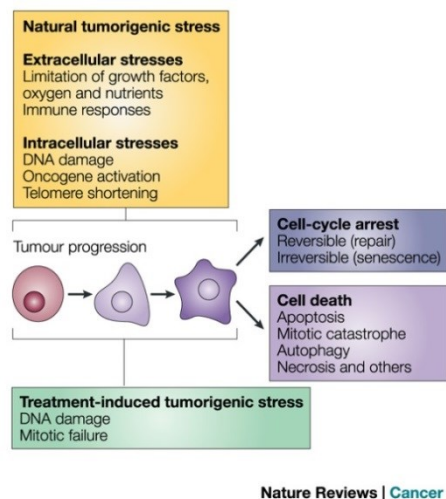 Natural tumorigenic stress
Extracellular stresses
Limitation of growth factors,
oxygen and nutrients
Immune responses
Intracellular stresses
DNA damage
Oncogene activation
Telomere shortening
Tumour progression
Cell-cycle arrest
Reversible (repair)
Irreversible (senescence)
Cell death
Apoptosis
Mitotic catastrophe
Autophagy
Necrosis and others
Treatment-induced tumorigenic stress
DNA damage
Mitotic failure
Nature Reviews | Cancer